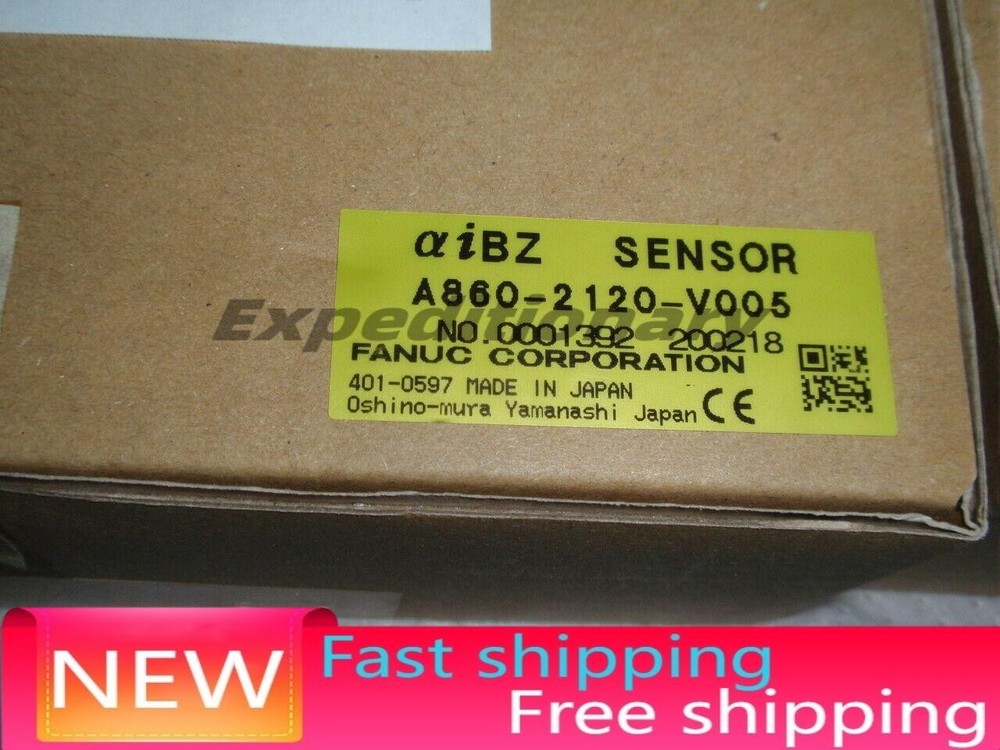 αiBZ SENSOR
A860-2120-V005
Expeditionary
NO.0001392 200218
FANUC CORPORATION
401-0597 MADE IN JAPAN
Oshino-mura Yamanashi Japan CE
NEW
Fast shipping
Free shipping